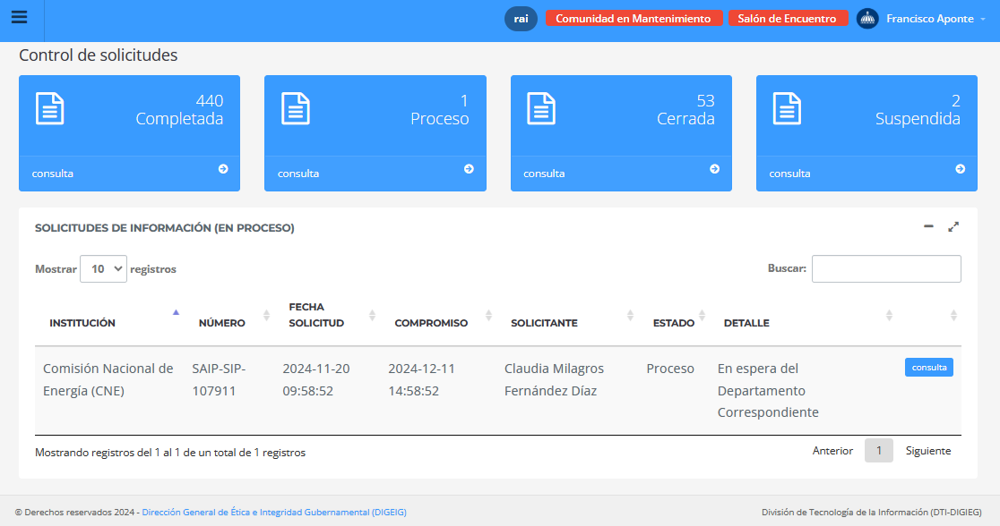 rai Comunidad en Mantenimiento Salón de Encuentro Francisco Aponte
Control de solicitudes
440
Completada
consulta
1
Proceso
consulta
53
Cerrada
consulta
2
Suspendida
consulta
SOLICITUDES DE INFORMACIÓN (EN PROCESO)
Mostrar 10 registros
Buscar:
INSTITUCIÓN NÚMERO FECHA SOLICITUD COMPROMISO SOLICITANTE ESTADO DETALLE
Comisión Nacional de SAIP-SIP- 2024-11-20 2024-12-11 Claudia Milagros Proceso En espera del consulta
Energía (CNE) 107911 09:58:52 14:58:52 Fernández Díaz Departamento
Correspondiente
Mostrando registros del 1 al 1 de un total de 1 registros
Anterior 1 Siguiente
© Derechos reservados 2024 - Dirección General de Ética e Integridad Gubernamental (DIGEIG)
División de Tecnología de la Información (DTI-DIGIEG)